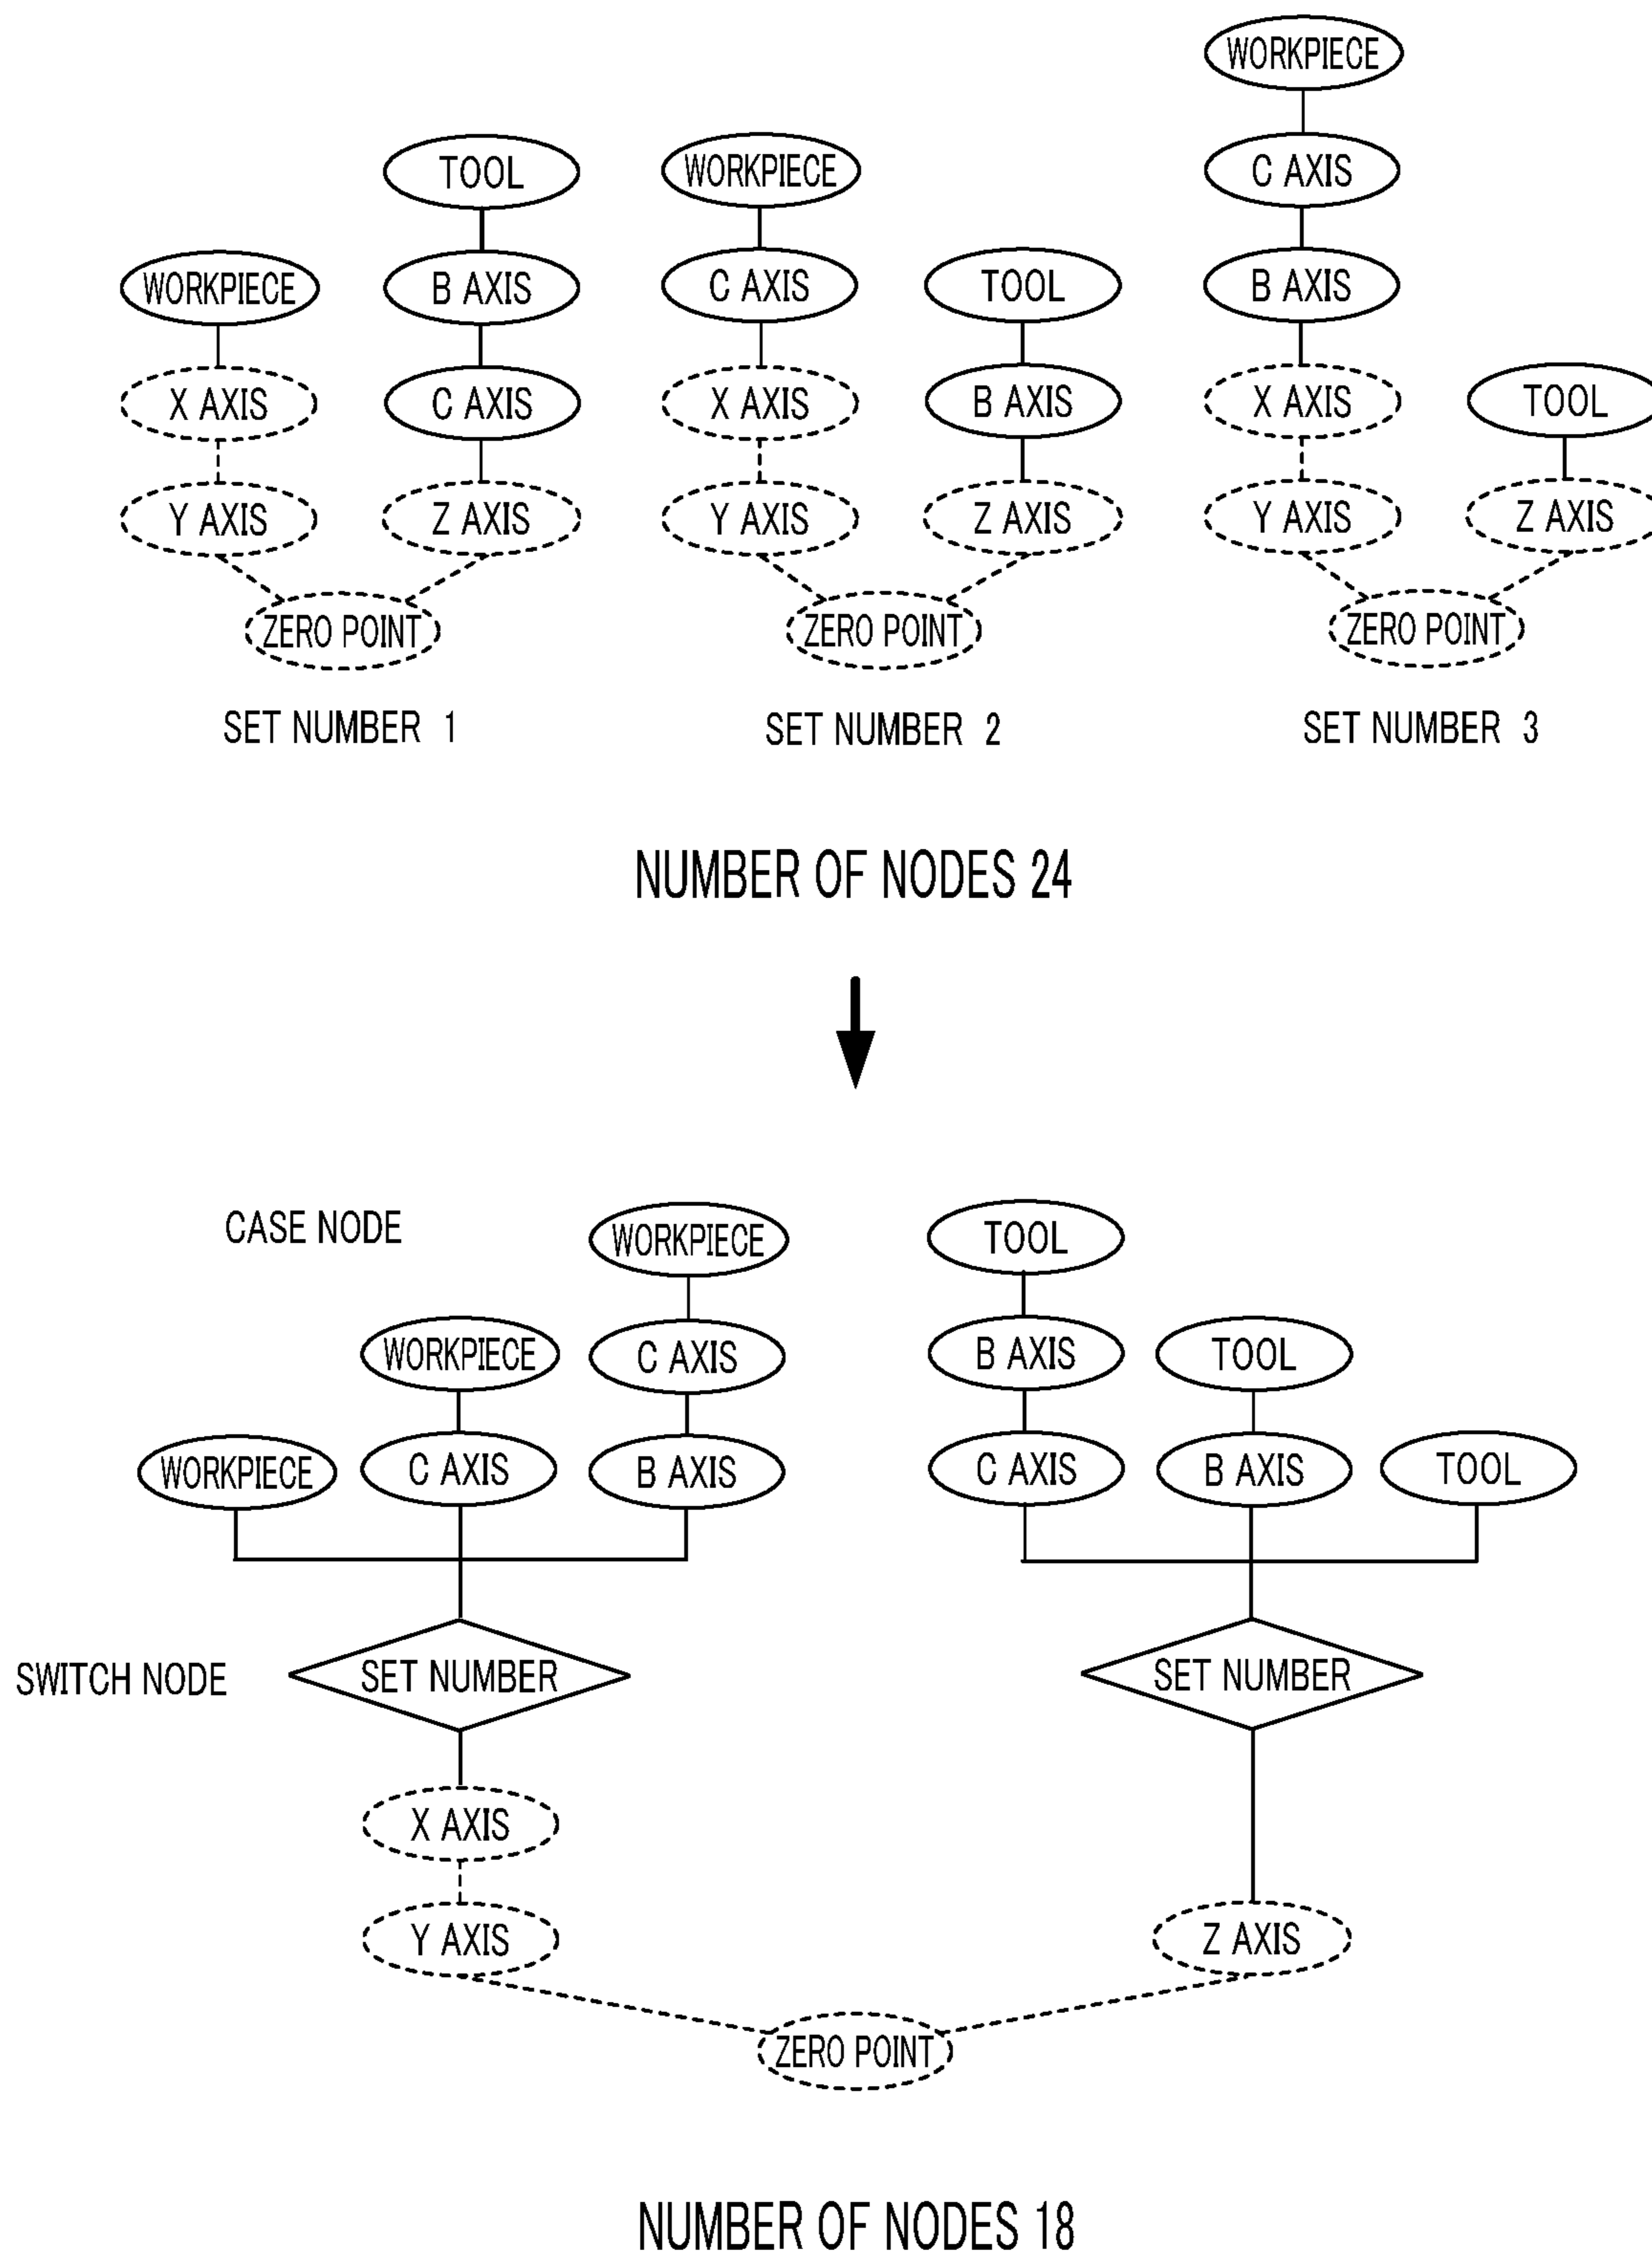 WORKPIECE
TOOL
WORKPIECE
C AXIS
WORKPIECE
B AXIS
C AXIS
TOOL
B AXIS
X AXIS
C AXIS
X AXIS
B AXIS
X AXIS
TOOL
Y AXIS
Z AXIS
Y AXIS
Z AXIS
Y AXIS
Z AXIS
ZERO POINT
ZERO POINT
ZERO POINT
SET NUMBER 1
SET NUMBER 2
SET NUMBER 3
NUMBER OF NODES 24
CASE NODE
WORKPIECE
TOOL
WORKPIECE
C AXIS
B AXIS
TOOL
WORKPIECE
C AXIS
B AXIS
C AXIS
B AXIS
TOOL
SWITCH NODE
SET NUMBER
SET NUMBER
X AXIS
Y AXIS
Z AXIS
ZERO POINT
NUMBER OF NODES 18